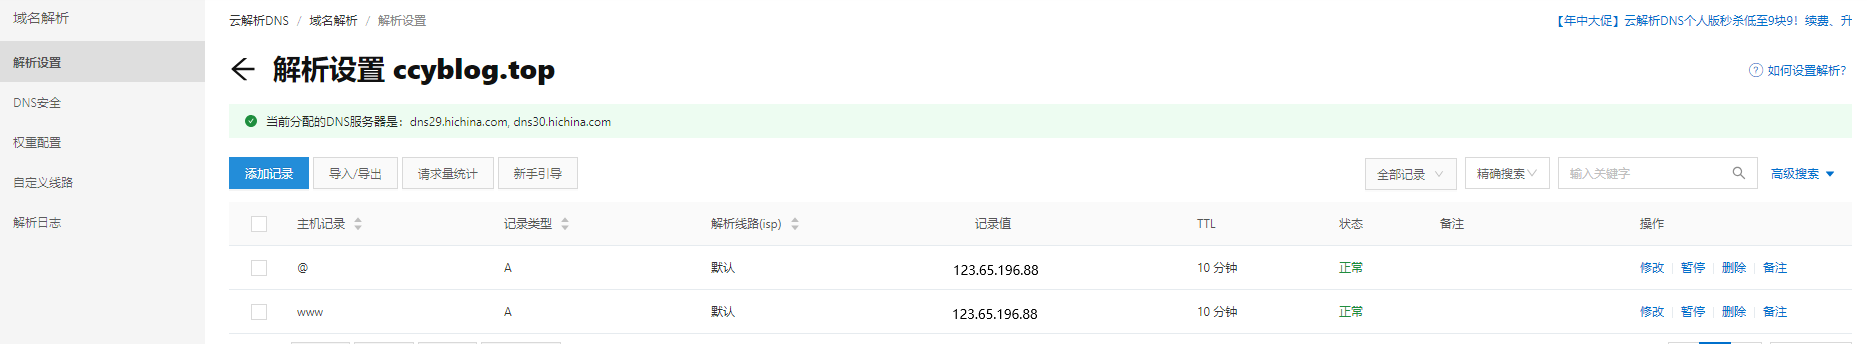 域名解析
云解析DNS / 域名解析 / 解析设置
【年中大促】云解析DNS个人版秒杀低至9块9！续费、升
解析设置
DNS安全
权重配置
自定义线路
解析日志
解析设置 ccyblog.top
如何设置解析?
当前分配的DNS服务器是：dns29.hichina.com, dns30.hichina.com
添加记录 导入/导出 请求量统计 新手引导 全部记录 精确搜索 输入关键字 高级搜索
主机记录 记录类型 解析线路(isp) 记录值 TTL 状态 备注 操作
@ A 默认 123.65.196.88 10 分钟 正常 修改 暂停 删除 备注
www A 默认 123.65.196.88 10 分钟 正常 修改 暂停 删除 备注